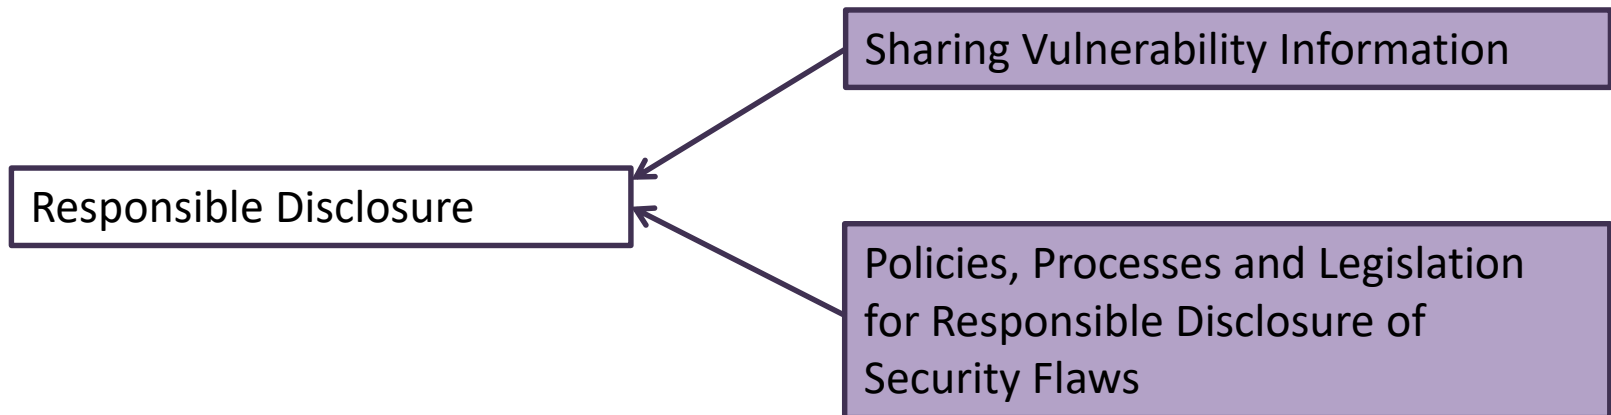 Sharing Vulnerability Information
Responsible Disclosure
Policies, Processes and Legislation
for Responsible Disclosure of
Security Flaws